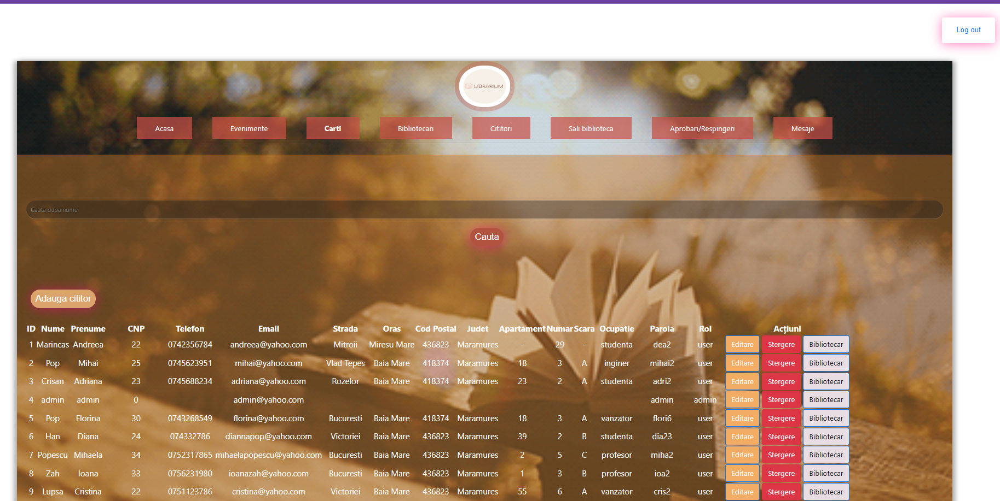 Log out
LIBRARIUM
Acasa Evenimente Carti Bibliotecari Cititori Sali biblioteca Aprobari/Respingeri Mesaje
Cauta dupa nume
Cauta
Adauga cititor
ID Nume Prenume CNP Telefon Email Strada Oras Cod Postal Judet Apartament Numar Scara Ocupatie Parola Rol Acțiuni
1 Marincas Andreea 22 0742356784 andreea@yahoo.com Mitroii Miresu Mare 436823 Maramures - 29 - studenta dea2 user Editare Stergere Bibliotecar
2 Pop Mihai 25 0745623951 mihai@yahoo.com Vlad Tepes Baia Mare 418374 Maramures 18 3 A inginer mihai2 user Editare Stergere Bibliotecar
3 Crisan Adriana 23 0745688234 adriana@yahoo.com Rozelor Baia Mare 418374 Maramures 23 2 A studenta adri2 user Editare Stergere Bibliotecar
4 admin admin 0 admin@yahoo.com admin admin Editare Stergere Bibliotecar
5 Pop Florina 30 0743268549 florina@yahoo.com Bucuresti Baia Mare 418374 Maramures 18 3 A vanzator flori6 user Editare Stergere Bibliotecar
6 Han Diana 24 074332786 diannapop@yahoo.com Victoriei Baia Mare 436823 Maramures 39 2 B studenta dia23 user Editare Stergere Bibliotecar
7 Popescu Mihaela 34 0752317865 mihaelapopescu@yahoo.com Bucuresti Baia Mare 436823 Maramures 2 5 C profesor miha2 user Editare Stergere Bibliotecar
8 Zah Ioana 33 0756231980 ioanazah@yahoo.com Bucuresti Baia Mare 436823 Maramures 1 3 B profesor ioa2 user Editare Stergere Bibliotecar
9 Lupsa Cristina 22 0751123786 cristina@yahoo.com Victoriei Baia Mare 436823 Maramures 55 6 A vanzator cris2 user Editare Stergere Bibliotecar